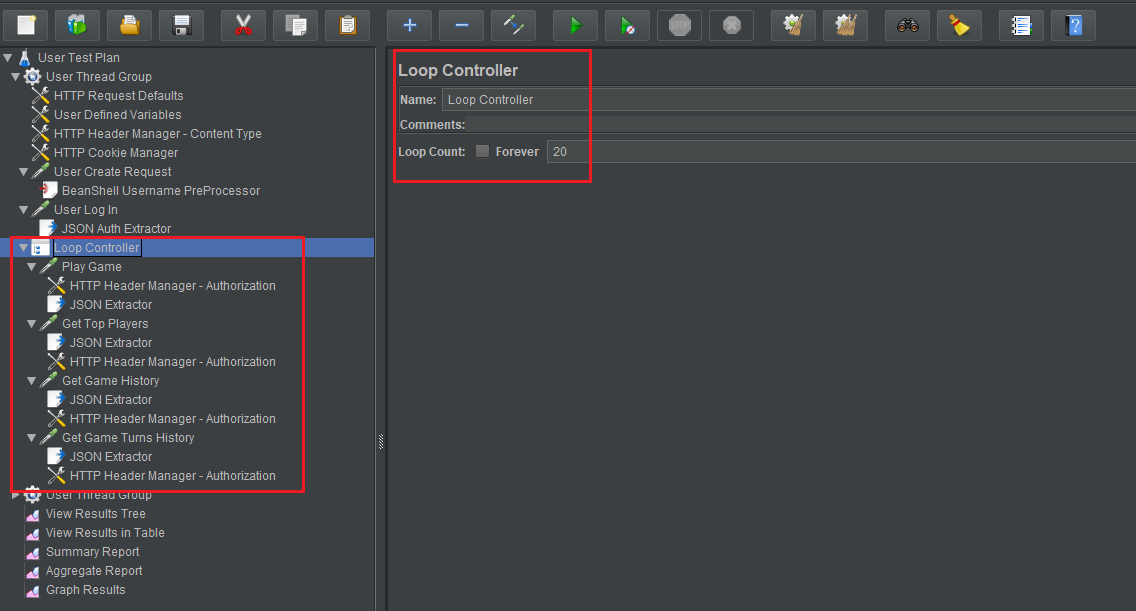 STOP
?
User Test Plan
User Thread Group
HTTP Request Defaults
User Defined Variables
HTTP Header Manager - Content Type
HTTP Cookie Manager
User Create Request
BeanShell Username PreProcessor
User Log In
JSON Auth Extractor
Loop Controller
Play Game
HTTP Header Manager - Authorization
JSON Extractor
Get Top Players
JSON Extractor
HTTP Header Manager - Authorization
Get Game History
JSON Extractor
HTTP Header Manager - Authorization
Get Game Turns History
JSON Extractor
HTTP Header Manager - Authorization
User Thread Group
View Results Tree
View Results in Table
Summary Report
Aggregate Report
Graph Results
Loop Controller
Name: Loop Controller
Comments:
Loop Count: Forever 20